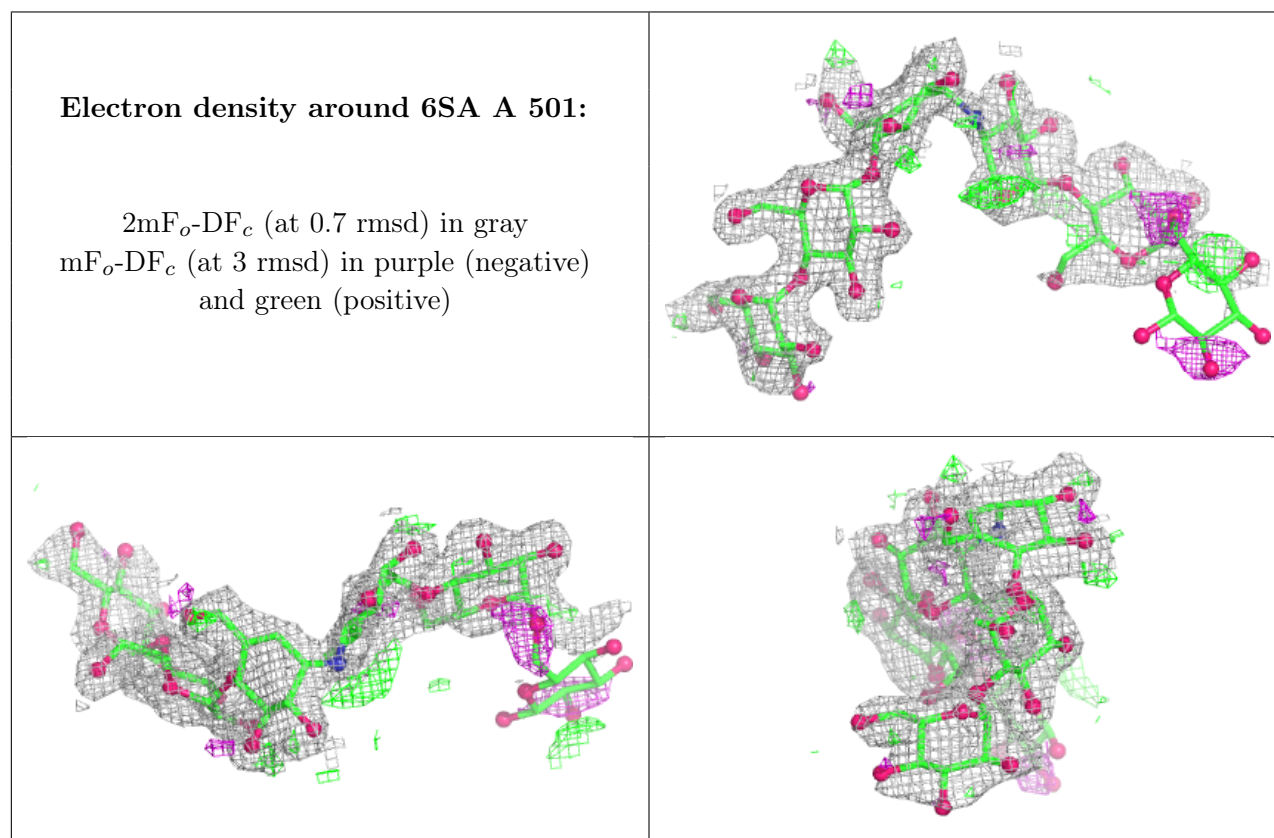 Electron density around 6SA A 501:
2mFo-DFc (at 0.7 rmsd) in gray
mFo-DFc (at 3 rmsd) in purple (negative)
and green (positive)